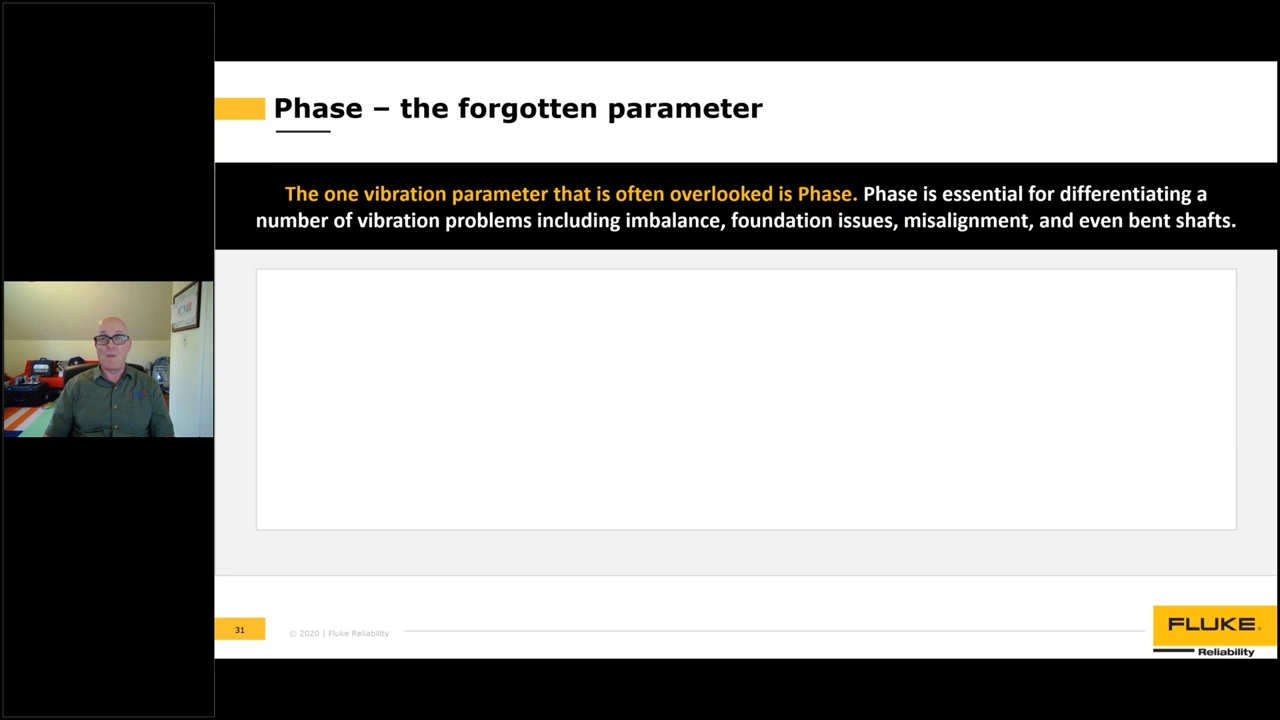 Phase – the forgotten parameter
The one vibration parameter that is often overlooked is Phase. Phase is essential for differentiating a
number of vibration problems including imbalance, foundation issues, misalignment, and even bent shafts.
31
© 2020 | Fluke Reliability
FLUKE®
Reliability